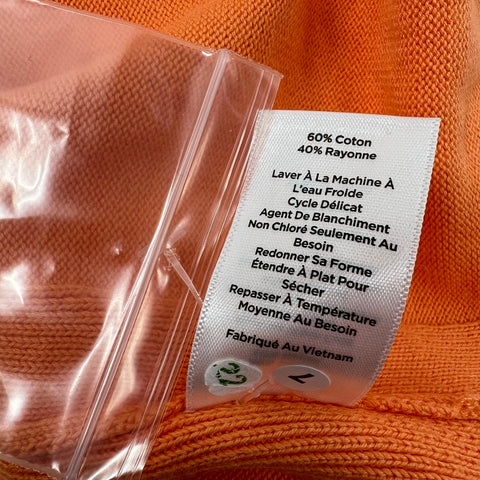 60% Coton
40% Rayonne
Laver À La Machine À
L'eau Froide
Cycle Délicat
Agent De Blanchiment
Non Chloré Seulement Au
Besoin
Redonner Sa Forme
Étendre À Plat Pour
Sécher
Repasser À Température
Moyenne Au Besoin
Fabriqué Au Vietnam